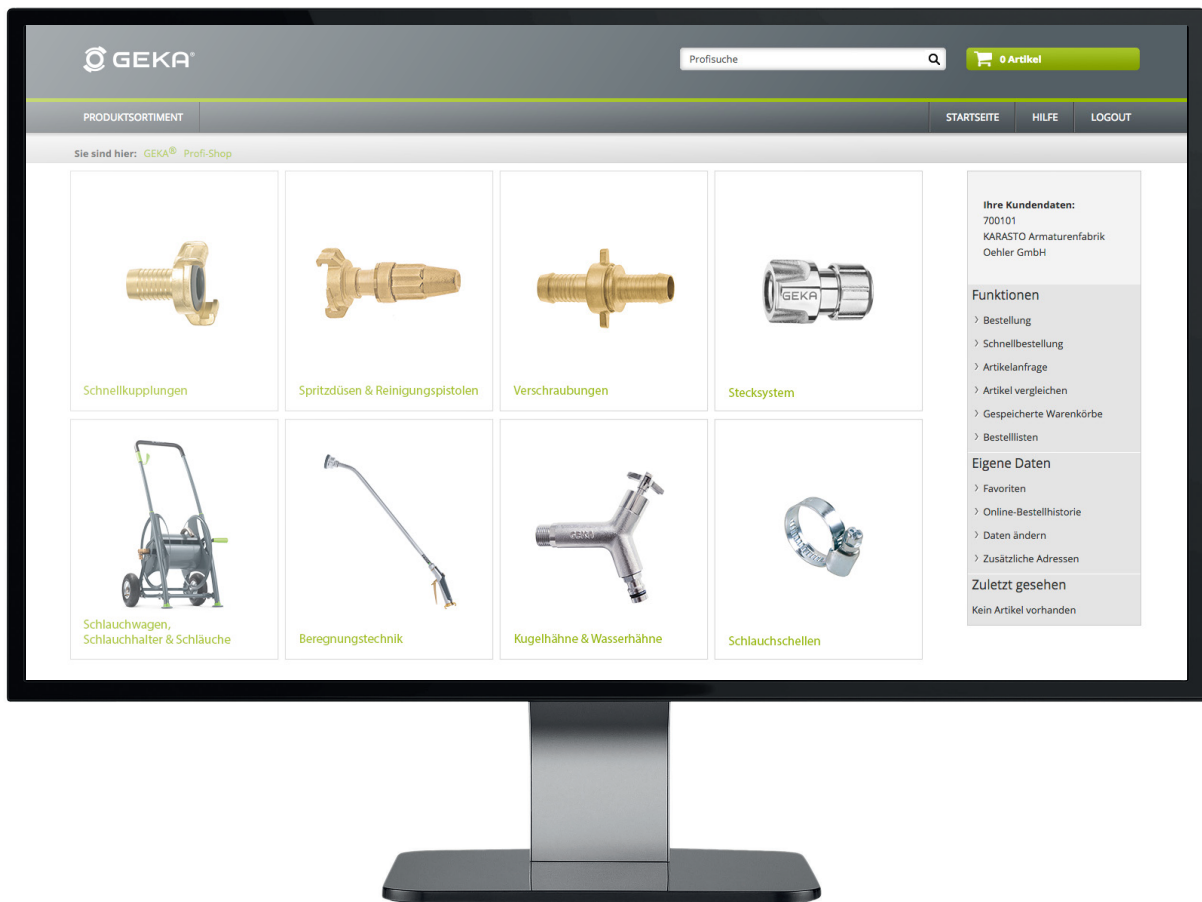 GEKA®
Profisuche
0 Artikel
PRODUKTSORTIMENT
STARTSEITE
HILFE
LOGOUT
Sie sind hier: GEKA® Profi-Shop
Schnellkupplungen
Spritzdüsen & Reinigungspistolen
Verschraubungen
GEKA
Stecksystem
Schlauchwagen,
Schlauchhalter & Schläuche
Beregnungstechnik
GEKA
Kugelhähne & Wasserhähne
Schlauchschellen
Ihre Kundendaten:
700101
KARASTO Armaturenfabrik
Oehler GmbH
Funktionen
Bestellung
Schnellbestellung
Artikelanfrage
Artikel vergleichen
Gespeicherte Warenkörbe
Bestelllisten
Eigene Daten
Favoriten
Online-Bestellhistorie
Daten ändern
Zusätzliche Adressen
Zuletzt gesehen
Kein Artikel vorhanden